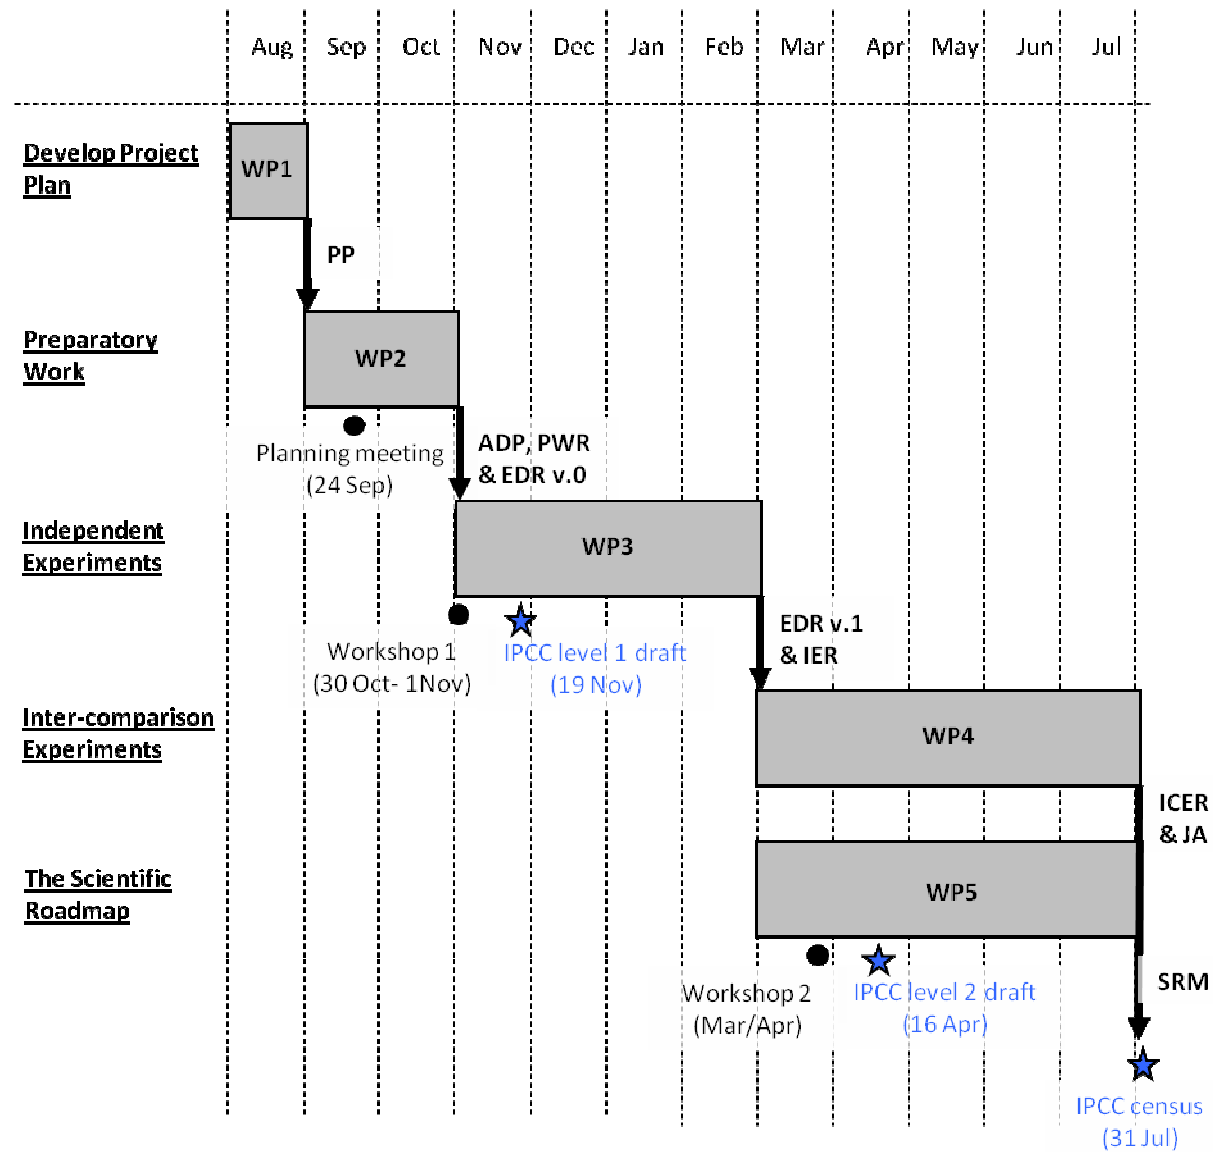 Aug Sep Oct Nov Dec Jan Feb Mar Apr May Jun Jul
Develop Project
Plan
WP1
PP
Preparatory
Work
WP2
Planning meeting
(24 Sep)
ADP, PWR
& EDR v.0
Independent
Experiments
WP3
Workshop 1
(30 Oct- 1Nov)
IPCC level 1 draft
(19 Nov)
EDR v.1
& IER
Inter-comparison
Experiments
WP4
ICER
& JA
The Scientific
Roadmap
WP5
Workshop 2
(Mar/Apr)
IPCC level 2 draft
(16 Apr)
SRM
IPCC census
(31 Jul)